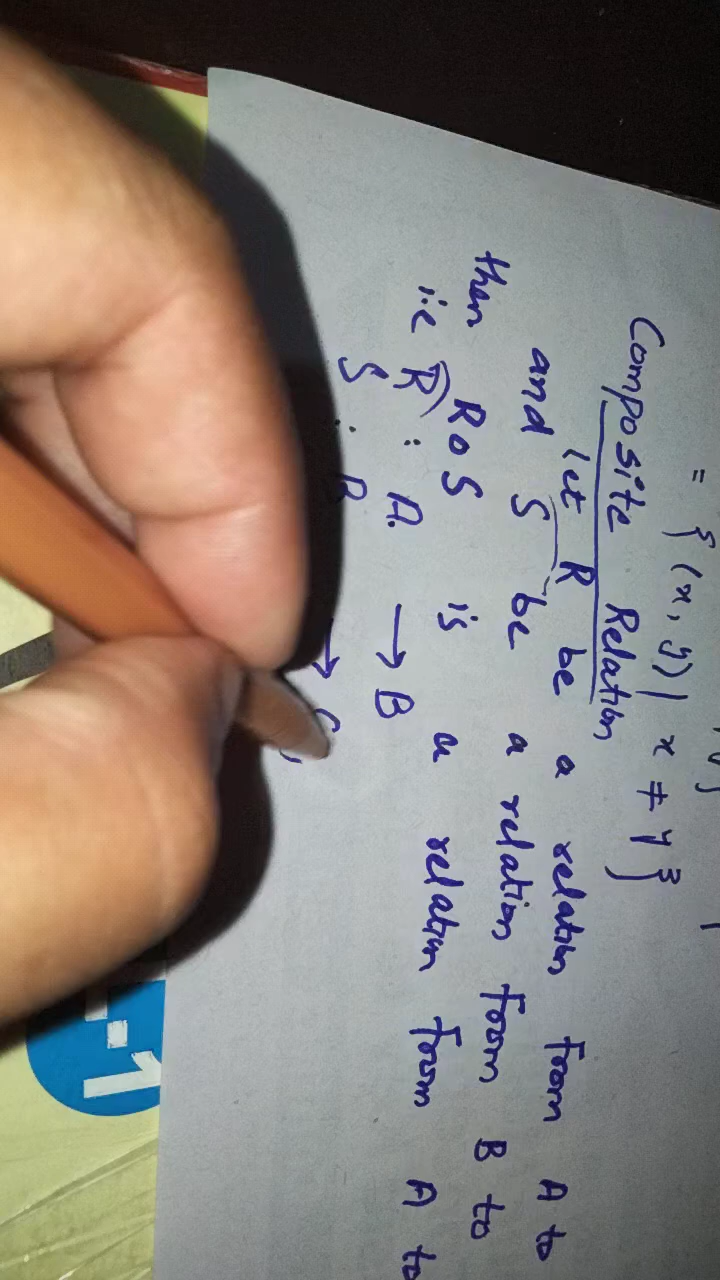 = { (x, y) | x ≠ y }
Composite Relation
Let R be a relation from A to
and S be a relation from B to
then RoS is a relation from A to
i.e R : A → B
S : B → C